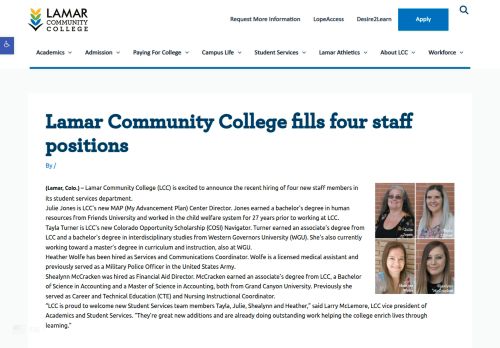 LAMAR
COMMUNITY
COLLEGE
Request More Information
LopeAccess
Desire2Learn
Apply
Academics
Admission
Paying For College
Campus Life
Student Services
Lamar Athletics
About LCC
Workforce
Lamar Community College fills four staff
positions
By /
(Lamar, Colo.) – Lamar Community College (LCC) is excited to announce the recent hiring of four new staff members in
its student services department.
Julie Jones is LCC's new MAP (My Advancement Plan) Center Director. Jones earned a bachelor's degree in human
resources from Friends University and worked in the child welfare system for 27 years prior to working at LCC.
Tayla Turner is LCC's new Colorado Opportunity Scholarship (COSI) Navigator. Turner earned an associate's degree from
LCC and a bachelor's degree in interdisciplinary studies from Western Governors University (WGU). She's also currently
working toward a master's degree in curriculum and instruction, also at WGU.
Heather Wolfe has been hired as Services and Communications Coordinator. Wolfe is a licensed medical assistant and
previously served as a Military Police Officer in the United States Army.
Shealynn McCracken was hired as Financial Aid Director. McCracken earned an associate's degree from LCC, a Bachelor
of Science in Accounting and a Master of Science in Accounting, both from Grand Canyon University. Previously she
served as Career and Technical Education (CTE) and Nursing Instructional Coordinator.
"LCC is proud to welcome new Student Services team members Tayla, Julie, Shealynn and Heather," said Larry McLemore, LCC vice president of
Academics and Student Services. "They're great new additions and are already doing outstanding work helping the college enrich lives through
learning."